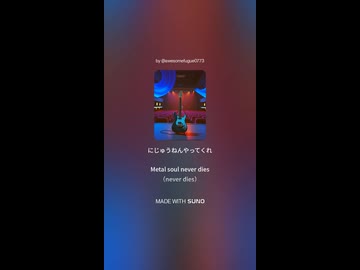 by @awesomefugue0773
にじゅうねんやってくれ
Metal soul never dies
(never dies)
MADE WITH SUNO